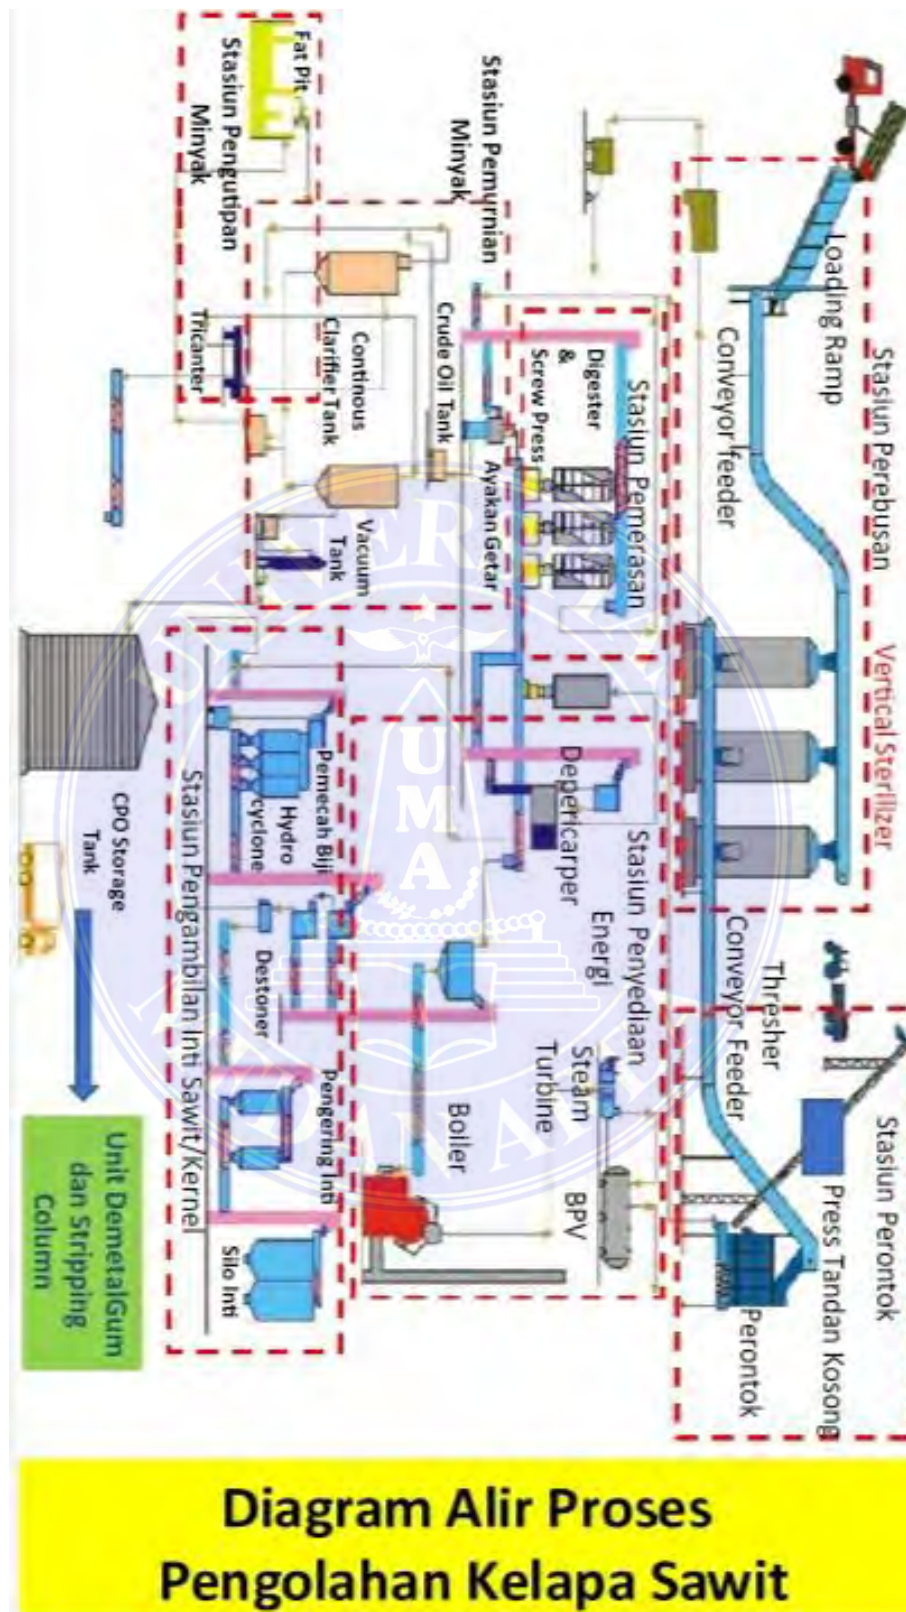 Stasiun Perebusan
Vertical Sterilizer
Loading Ramp
Conveyor feeder
Stasiun Perontok
Press Tandan Kosong
Thresher
Conveyor Feeder
Perontok
Stasiun Pemerasan
Digester
&
Screw Press
Stasiun Penyediaan
Energi
Depericarper
Steam
Turbine
BPV
Boiler
Stasiun Pemurnian
Minyak
Ayakan Getar
Crude Oil Tank
Continous
Clarifier Tank
Vacuum
Tank
Fat Pit
Stasiun Pengutipan
Minyak
Tricanter
Pemecah Biji
Hydro
cyclone
Destoner
Pengering Inti
Silo Inti
Stasiun Pengambilan Inti Sawit/Kernel
CPO Storage
Tank
Unit DemetalGum
dan Stripping
Column
UNIVERSITAS
MEDAN AREA
UMA
Diagram Alir Proses
Pengolahan Kelapa Sawit